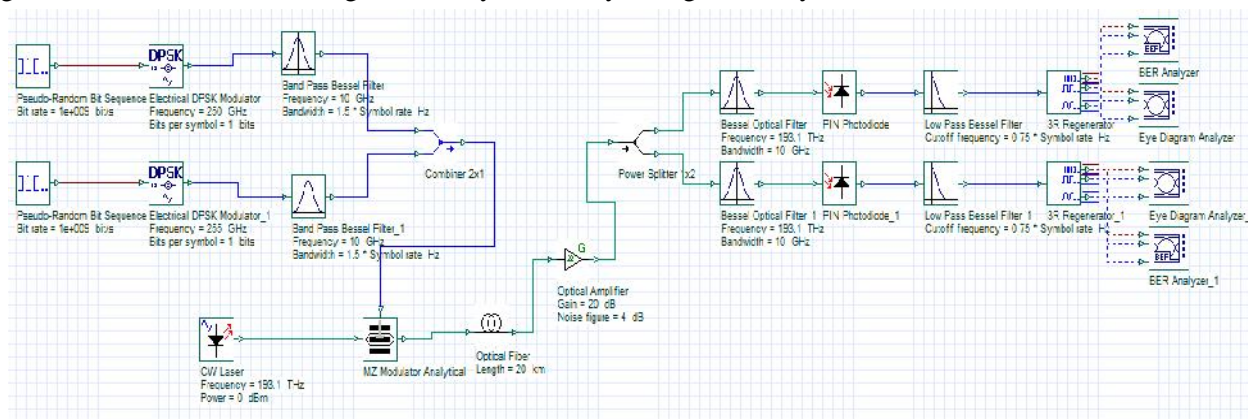 DPSK
Pseudo-Random Bit Sequence
Bit rate = 1e+009 bits/s
Electrical DPSK Modulator
Frequency = 250 GHz
Bits per symbol = 1 bits
Band Pass Bessel Filter
Frequency = 10 GHz
Bandwidth = 1.5 * Symbol rate Hz
DPSK
Pseudo-Random Bit Sequence
Bit rate = 1e+009 bits/s
Electrical DPSK Modulator_1
Frequency = 255 GHz
Bits per symbol = 1 bits
Band Pass Bessel Filter_1
Frequency = 10 GHz
Bandwidth = 1.5 * Symbol rate Hz
Combiner 2x1
CW Laser
Frequency = 193.1 THz
Power = 0 dBm
MZ Modulator Analytical
Optical Fiber
Length = 20 km
G
Optical Amplifier
Gain = 20 dB
Noise figure = 4 dB
Power Splitter 1x2
Bessel Optical Filter
Frequency = 193.1 THz
Bandwidth = 10 GHz
PIN Photodiode
Low Pass Bessel Filter
Cutoff frequency = 0.75 * Symbol rate Hz
3R Regenerator
BER
BER Analyzer
Eye Diagram Analyzer
Bessel Optical Filter 1
Frequency = 193.1 THz
Bandwidth = 10 GHz
PIN Photodiode_1
Low Pass Bessel Filter 1
Cutoff frequency = 0.75 * Symbol rate Hz
3R Regenerator_1
Eye Diagram Analyzer_
BER
BER Analyzer_1